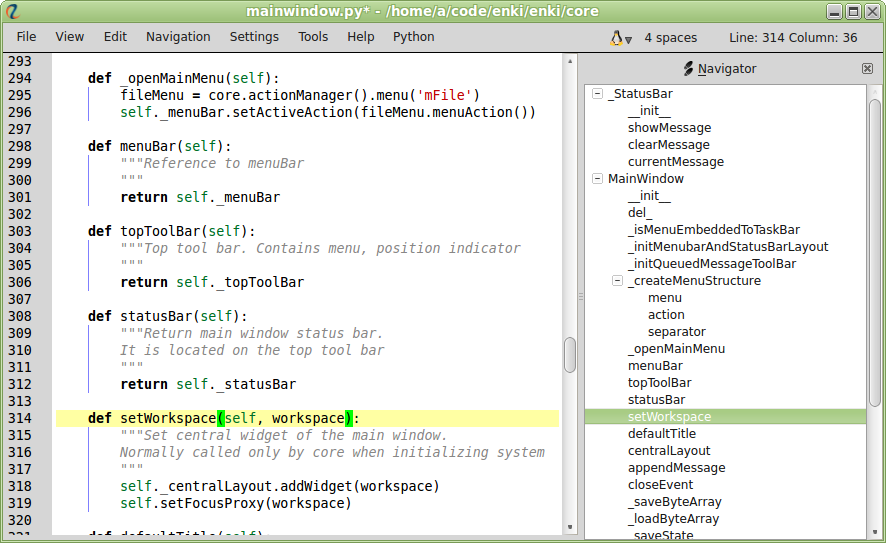 mainwindow.py* - /home/a/code/enki/enki/core
File View Edit Navigation Settings Tools Help Python 4 spaces Line: 314 Column: 36
293
294 def _openMainMenu(self):
295 fileMenu = core.actionManager().menu('mFile')
296 self._menuBar.setActiveAction(fileMenu.menuAction())
297
298 def menuBar(self):
299 """Reference to menuBar
300 """
301 return self._menuBar
302
303 def topToolBar(self):
304 """Top tool bar. Contains menu, position indicator
305 """
306 return self._topToolBar
307
308 def statusBar(self):
309 """Return main window status bar.
310 It is located on the top tool bar
311 """
312 return self._statusBar
313
314 def setWorkspace(self, workspace):
315 """Set central widget of the main window.
316 Normally called only by core when initializing system
317 """
318 self._centralLayout.addWidget(workspace)
319 self.setFocusProxy(workspace)
320
321 def defaultTitle(self):
Navigator
_StatusBar
__init__
showMessage
clearMessage
currentMessage
MainWindow
__init__
del_
_isMenuEmbeddedToTaskBar
_initMenubarAndStatusBarLayout
_initQueuedMessageToolBar
_createMenuStructure
menu
action
separator
_openMainMenu
menuBar
topToolBar
statusBar
setWorkspace
defaultTitle
centralLayout
appendMessage
closeEvent
_saveByteArray
_loadByteArray
_saveState